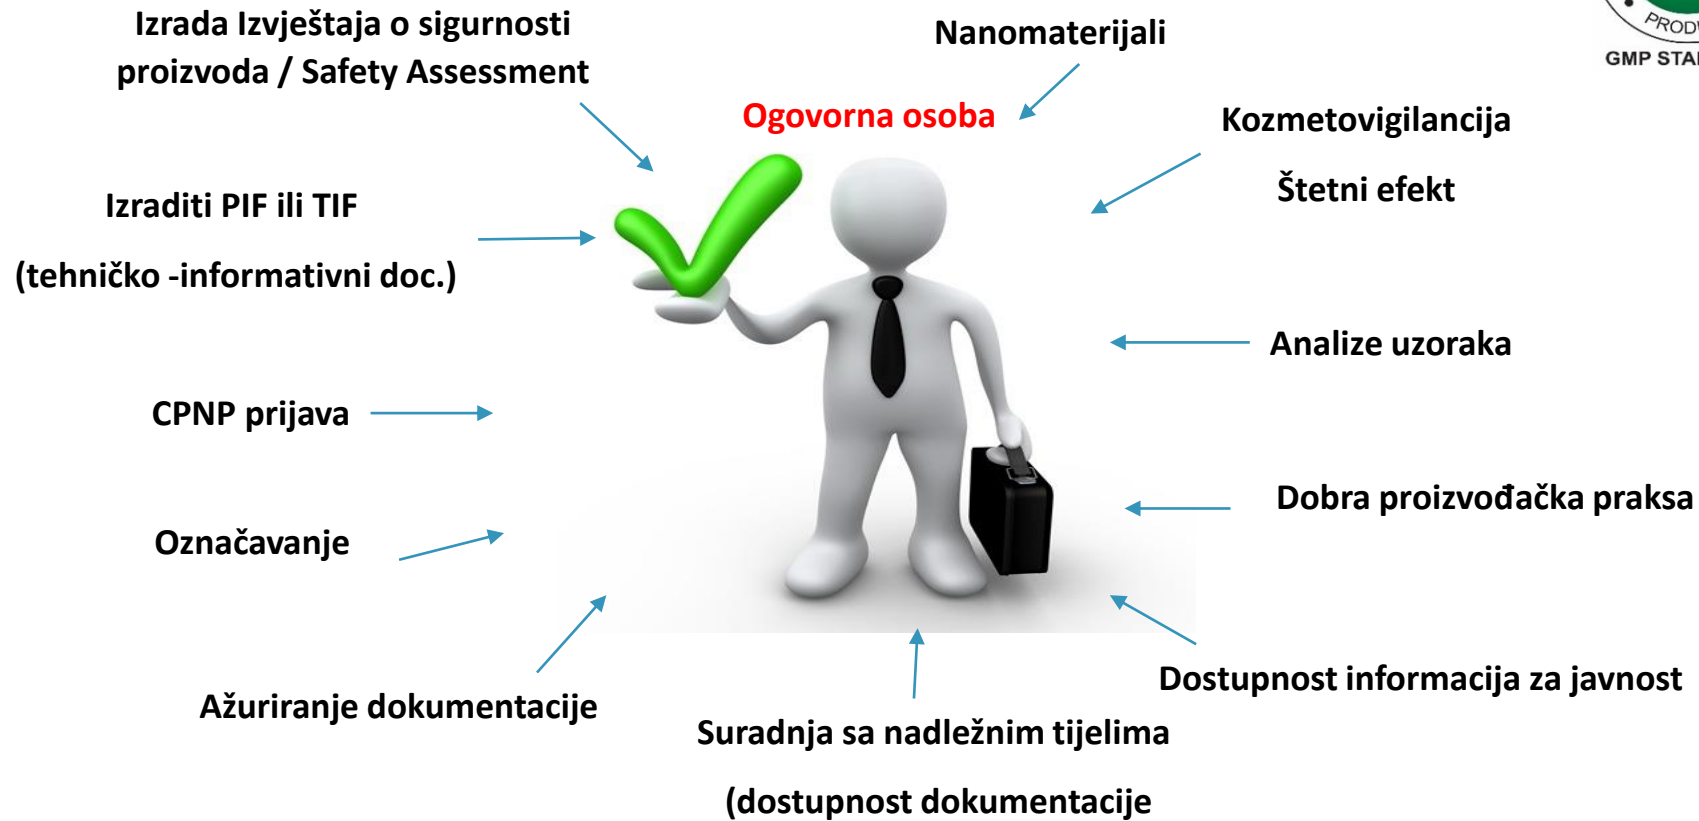 Izrada Izvještaja o sigurnosti
proizvoda / Safety Assessment
Nanomaterijali
GMP
Ogovorna osoba
Kozmetovigilancija
Štetni efekt
Izraditi PIF ili TIF
(tehničko -informativni doc.)
Analize uzoraka
CPNP prijava
Dobra proizvođačka praksa
Označavanje
Dostupnost informacija za javnost
Ažuriranje dokumentacije
Suradnja sa nadležnim tijelima
(dostupnost dokumentacije